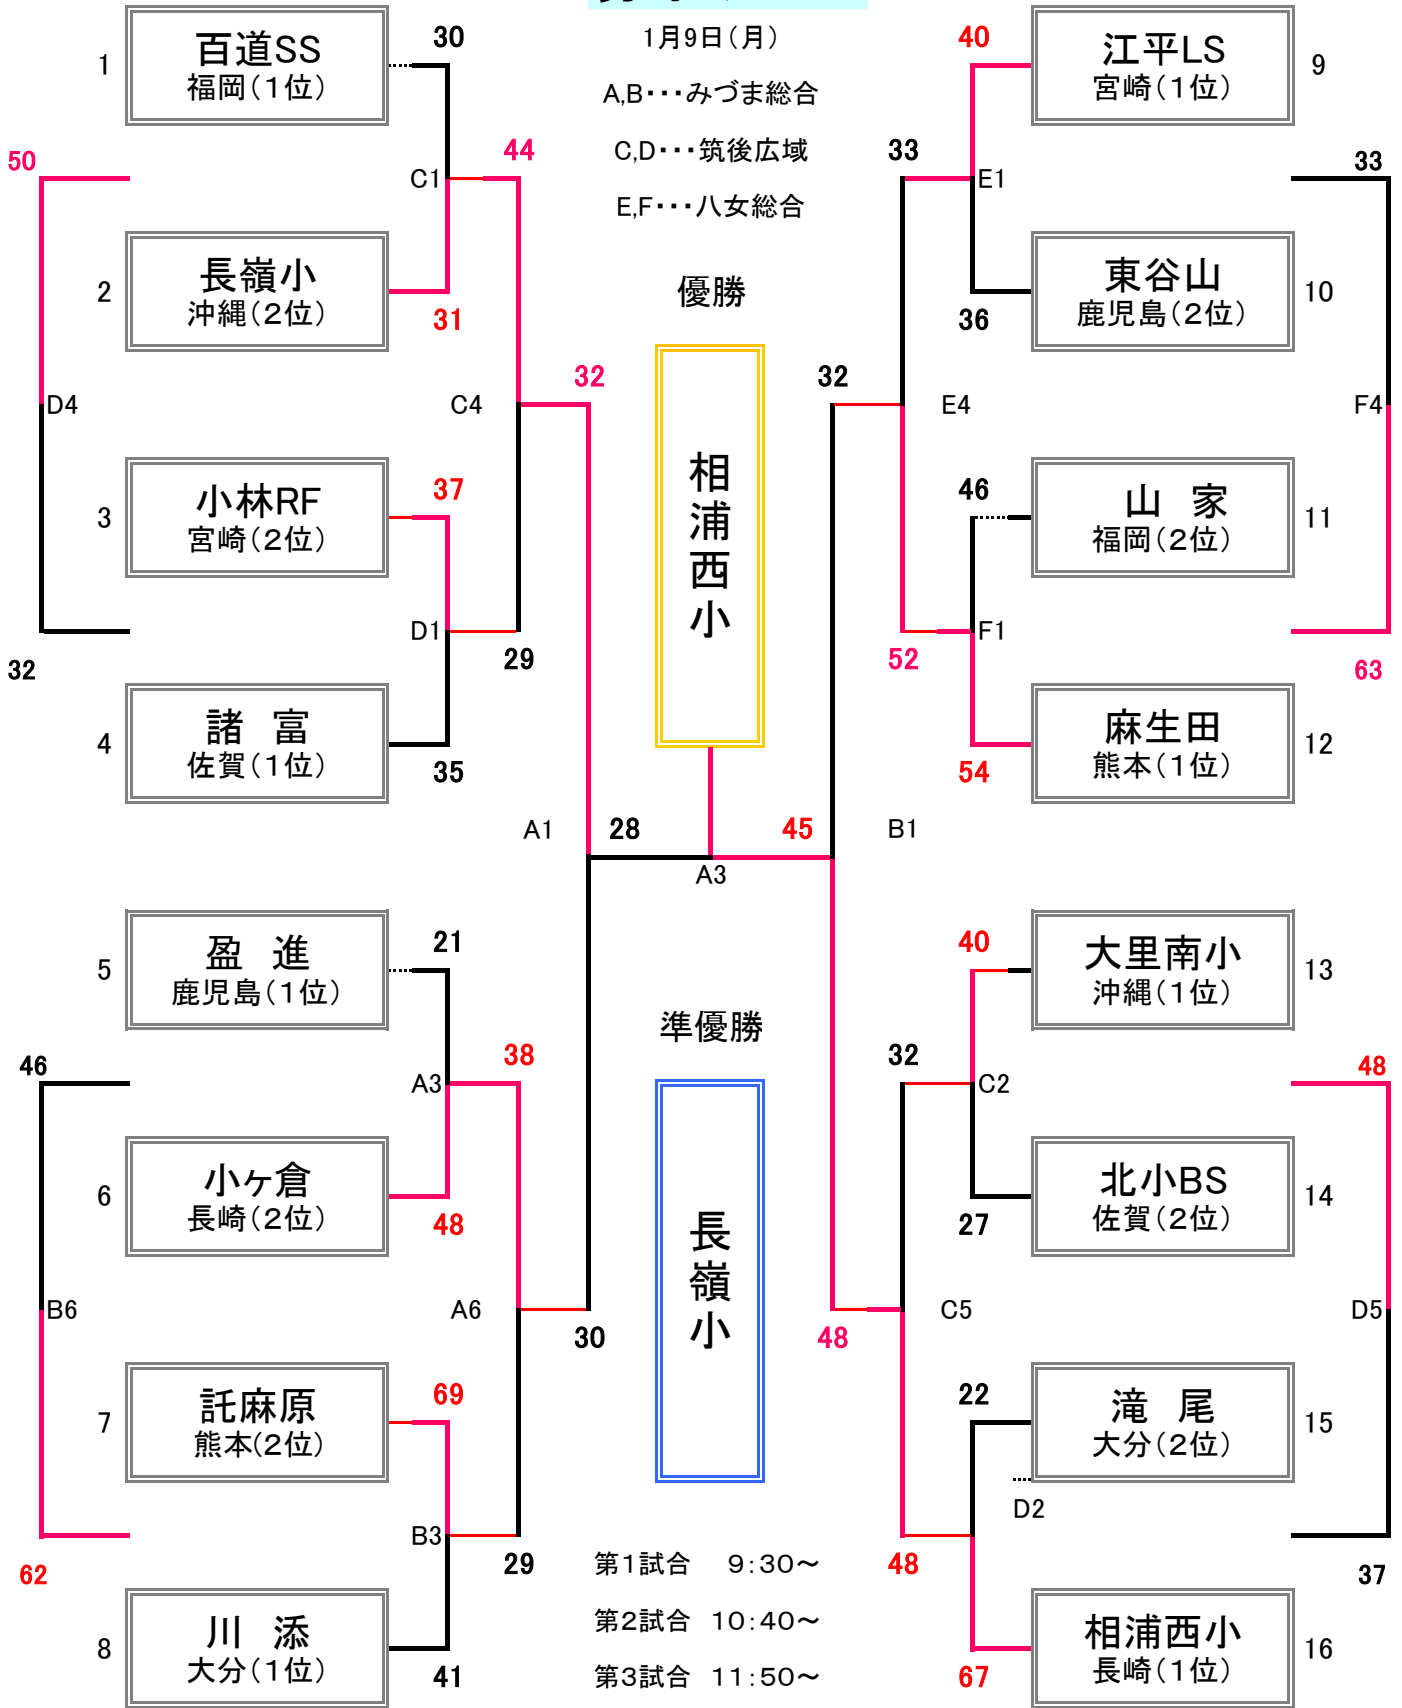 1月9日(月)
A,B・・・みづま総合
C,D・・・筑後広域
E,F・・・八女総合
1
百道SS
福岡(1位)
30
50
C1
44
2
長嶺小
沖縄(2位)
31
D4
C4
32
3
小林RF
宮崎(2位)
37
D1
32
29
4
諸 富
佐賀(1位)
35
A1
28
5
盈 進
鹿児島(1位)
21
46
A3
38
6
小ヶ倉
長崎(2位)
48
B6
A6
30
7
託麻原
熊本(2位)
69
B3
62
29
8
川 添
大分(1位)
41
優勝
相浦西小
A3
準優勝
長嶺小
第1試合 9:30～
第2試合 10:40～
第3試合 11:50～
40
江平LS
宮崎(1位)
9
33
E1
33
東谷山
鹿児島(2位)
10
36
32
E4
F4
46
山 家
福岡(2位)
11
F1
52
63
麻生田
熊本(1位)
12
54
45
B1
40
大里南小
沖縄(1位)
13
32
C2
48
北小BS
佐賀(2位)
14
27
48
C5
D5
22
滝 尾
大分(2位)
15
D2
48
37
相浦西小
長崎(1位)
16
67